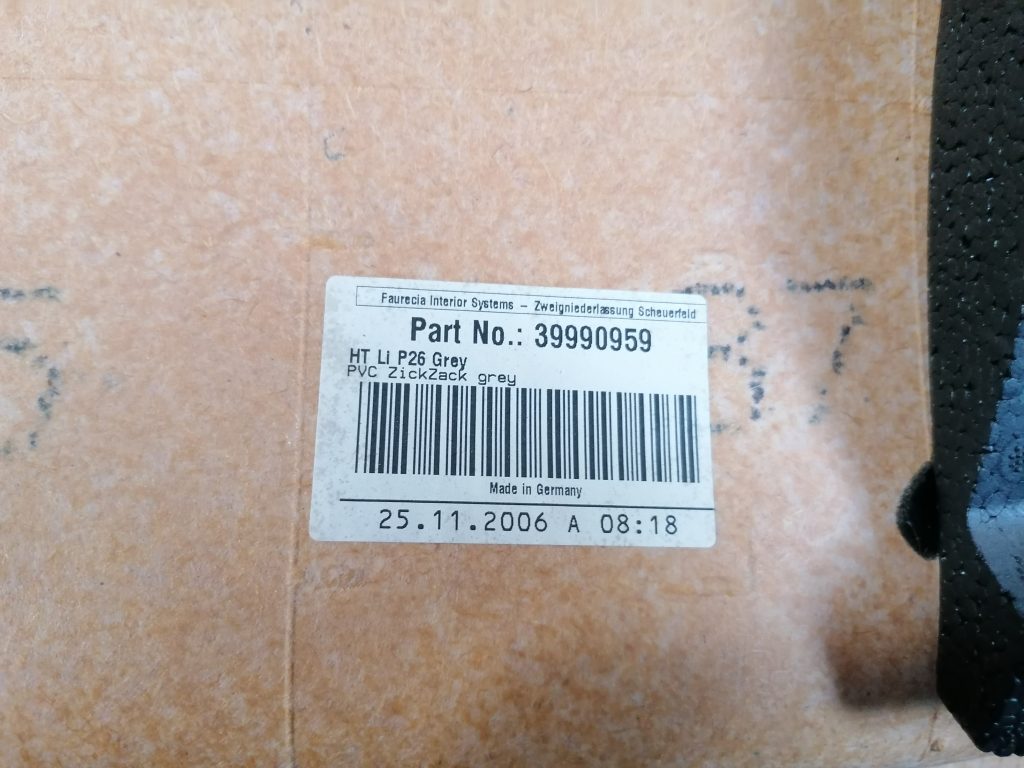 Faurecia Interior Systems – Zweigniederlassung Scheuerfeld
Part No.: 39990959
HT Li P26 Grey
PVC ZickZack grey
Made in Germany
25.11.2006 A 08:18